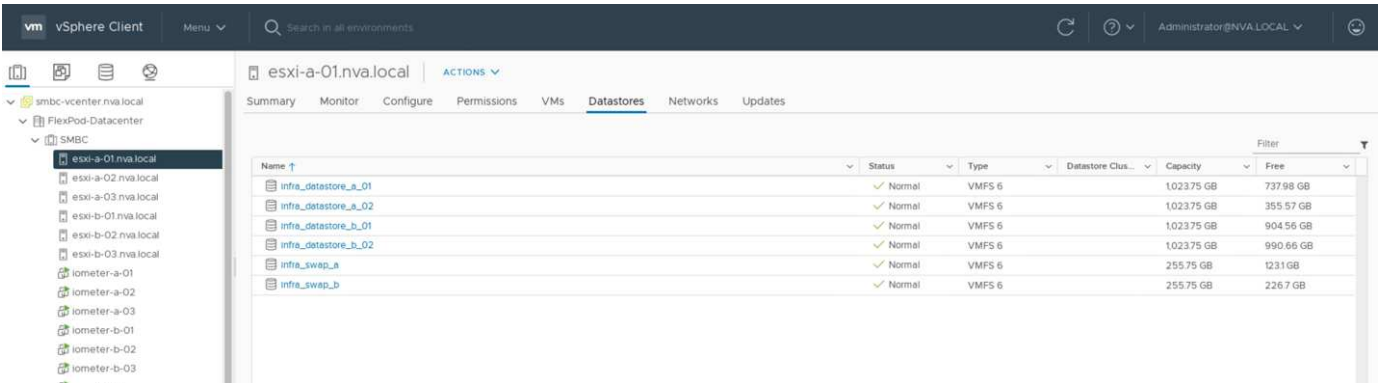 vm vSphere Client Menu Search in all environments Administrator@NVA.LOCAL
esxi-a-01.nva.local ACTIONS
Summary Monitor Configure Permissions VMs Datastores Networks Updates
smbc-vcenter.nva.local
FlexPod-Datacenter
SMBC
esxi-a-01.nva.local
esxi-a-02.nva.local
esxi-a-03.nva.local
esxi-b-01.nva.local
esxi-b-02.nva.local
esxi-b-03.nva.local
iometer-a-01
iometer-a-02
iometer-a-03
iometer-b-01
iometer-b-02
iometer-b-03
Filter
Name Status Type Datastore Clus... Capacity Free
infra_datastore_a_01 Normal VMFS 6 1,023.75 GB 737.98 GB
infra_datastore_a_02 Normal VMFS 6 1,023.75 GB 355.57 GB
infra_datastore_b_01 Normal VMFS 6 1,023.75 GB 904.56 GB
infra_datastore_b_02 Normal VMFS 6 1,023.75 GB 990.66 GB
infra_swap_a Normal VMFS 6 255.75 GB 123.1 GB
infra_swap_b Normal VMFS 6 255.75 GB 226.7 GB